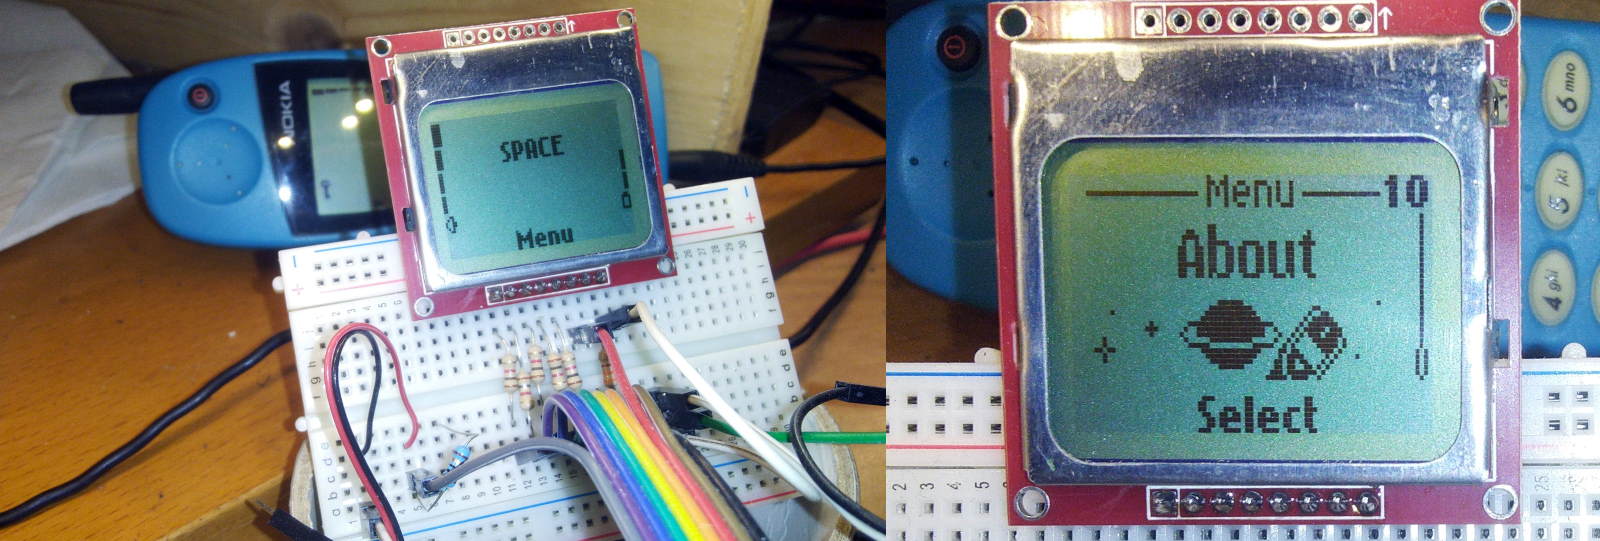 NOKIA
SPACE
Menu
Menu 10
About
Select
6 mno
5 jkl
4 ghi